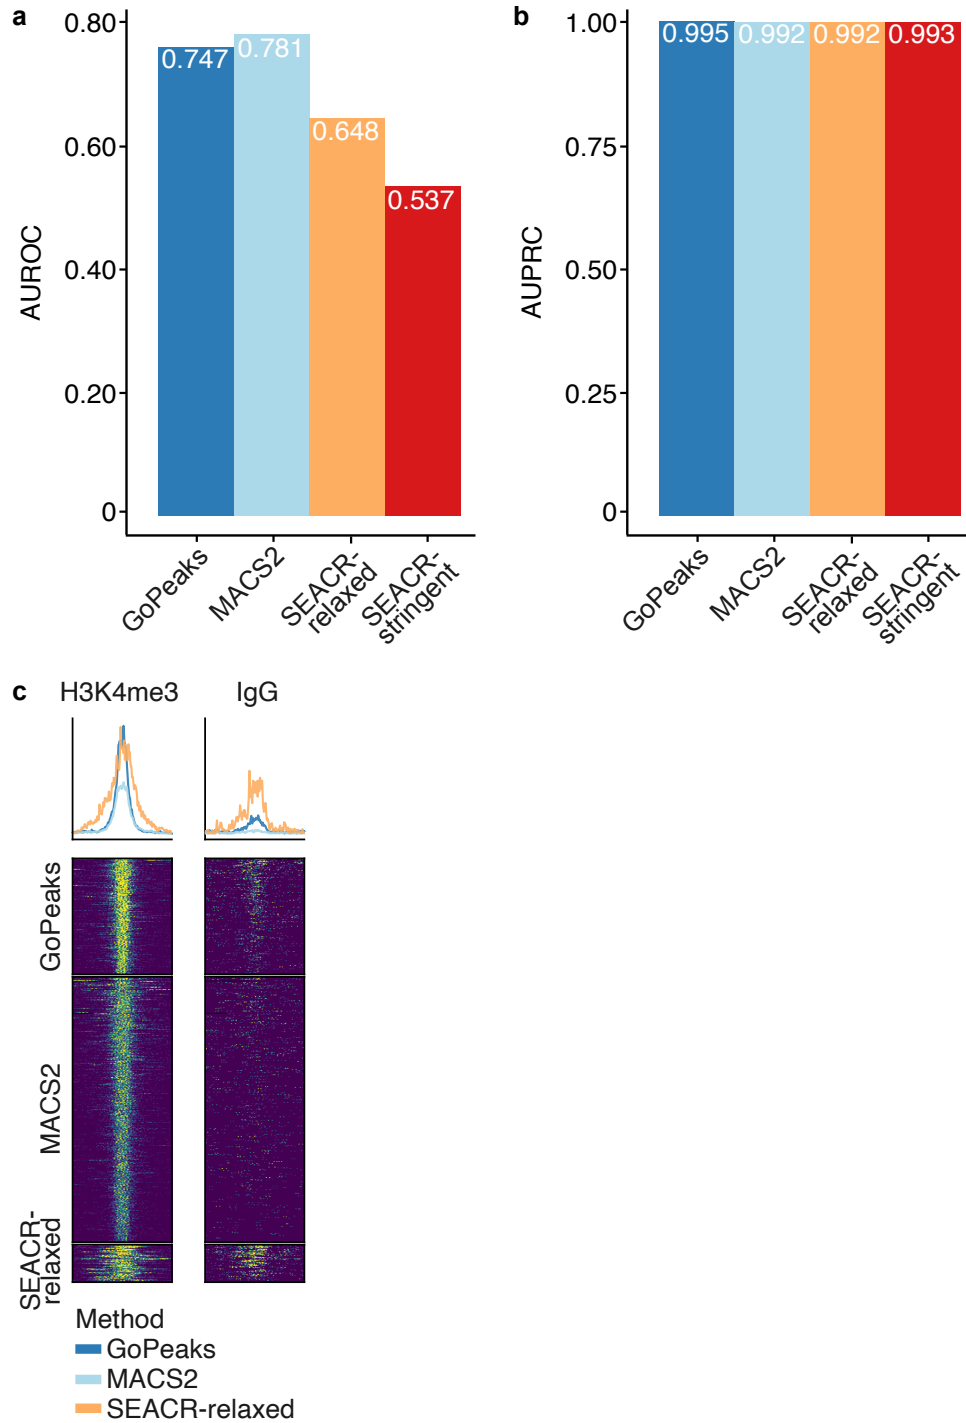 a
0.80
0.60
0.40
0.20
0
AUROC
0.747
0.781
0.648
0.537
GoPeaks
MACS2
SEACR-
relaxed
SEACR-
stringent
b
1.00
0.75
0.50
0.25
0
AUPRC
0.995
0.992
0.992
0.993
GoPeaks
MACS2
SEACR-
relaxed
SEACR-
stringent
c
H3K4me3
IgG
GoPeaks
MACS2
SEACR-
relaxed
Method
GoPeaks
MACS2
SEACR-relaxed